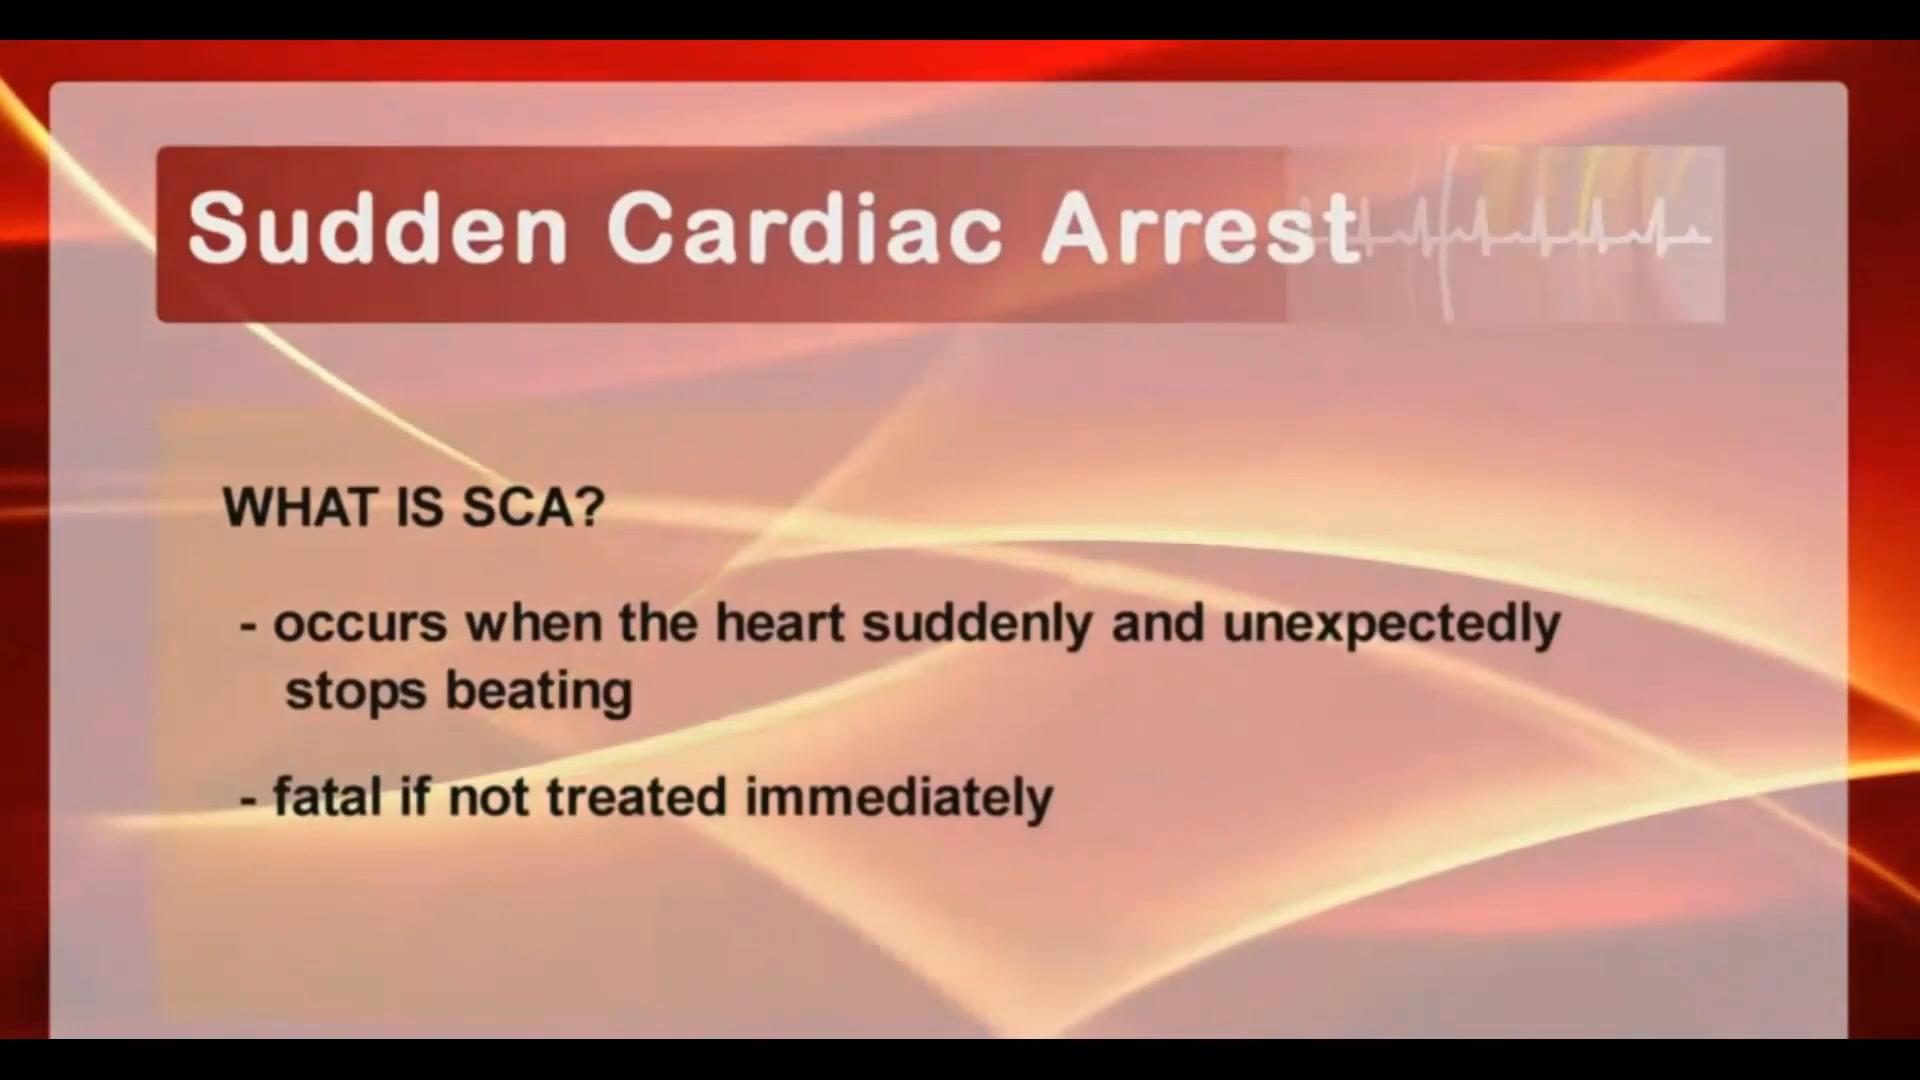 Sudden Cardiac Arrest
WHAT IS SCA?
- occurs when the heart suddenly and unexpectedly
stops beating
- fatal if not treated immediately